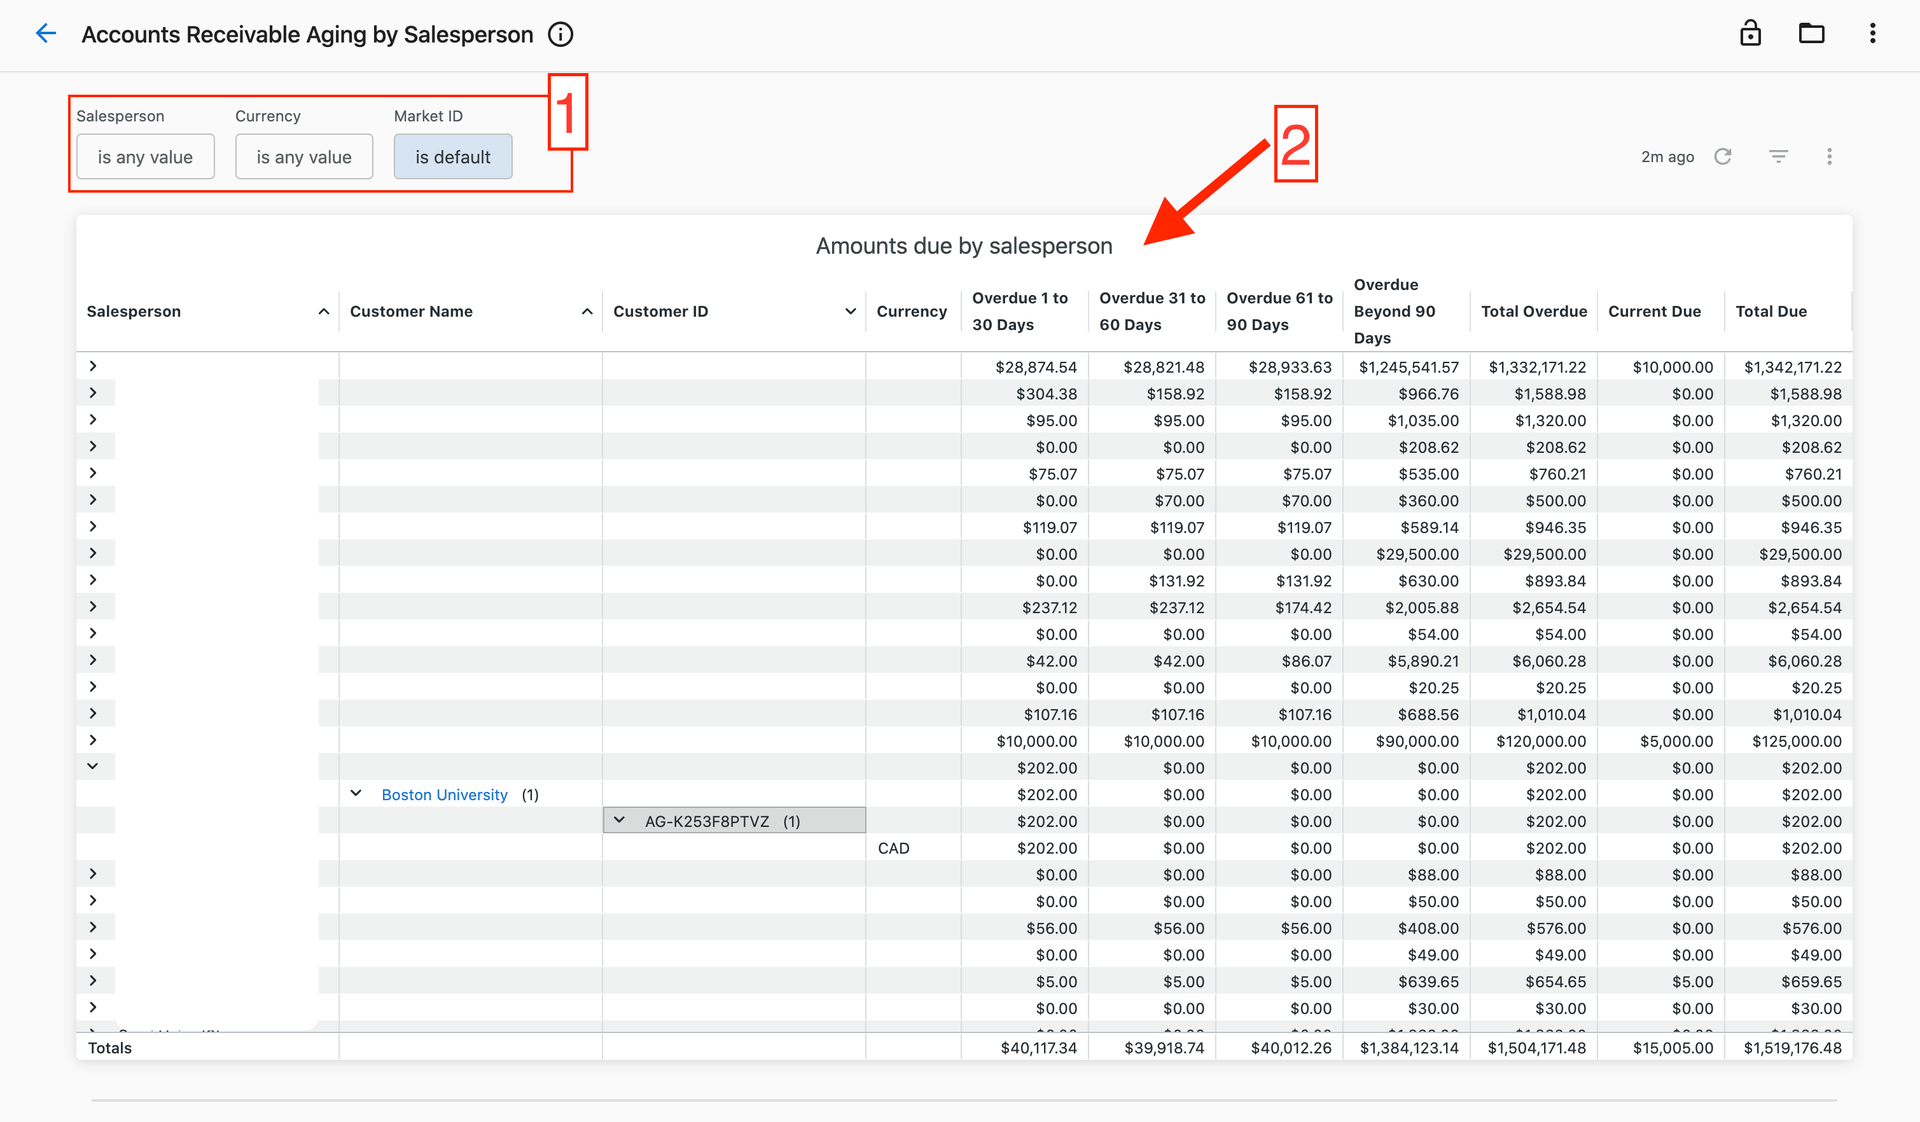 Accounts Receivable Aging by Salesperson
1
Salesperson Currency Market ID
is any value is any value is default
2
2m ago
Amounts due by salesperson
Salesperson Customer Name Customer ID Currency Overdue 1 to 30 Days Overdue 31 to 60 Days Overdue 61 to 90 Days Overdue Beyond 90 Days Total Overdue Current Due Total Due
$28,874.54 $28,821.48 $28,933.63 $1,245,541.57 $1,332,171.22 $10,000.00 $1,342,171.22
$304.38 $158.92 $158.92 $966.76 $1,588.98 $0.00 $1,588.98
$95.00 $95.00 $95.00 $1,035.00 $1,320.00 $0.00 $1,320.00
$0.00 $0.00 $0.00 $208.62 $208.62 $0.00 $208.62
$75.07 $75.07 $75.07 $535.00 $760.21 $0.00 $760.21
$0.00 $70.00 $70.00 $360.00 $500.00 $0.00 $500.00
$119.07 $119.07 $119.07 $589.14 $946.35 $0.00 $946.35
$0.00 $0.00 $0.00 $29,500.00 $29,500.00 $0.00 $29,500.00
$0.00 $131.92 $131.92 $630.00 $893.84 $0.00 $893.84
$237.12 $237.12 $174.42 $2,005.88 $2,654.54 $0.00 $2,654.54
$0.00 $0.00 $0.00 $54.00 $54.00 $0.00 $54.00
$42.00 $42.00 $86.07 $5,890.21 $6,060.28 $0.00 $6,060.28
$0.00 $0.00 $0.00 $20.25 $20.25 $0.00 $20.25
$107.16 $107.16 $107.16 $688.56 $1,010.04 $0.00 $1,010.04
$10,000.00 $10,000.00 $10,000.00 $90,000.00 $120,000.00 $5,000.00 $125,000.00
$202.00 $0.00 $0.00 $0.00 $202.00 $0.00 $202.00
Boston University (1) $202.00 $0.00 $0.00 $0.00 $202.00 $0.00 $202.00
AG-K253F8PTVZ (1) $202.00 $0.00 $0.00 $0.00 $202.00 $0.00 $202.00
CAD $202.00 $0.00 $0.00 $0.00 $202.00 $0.00 $202.00
$0.00 $0.00 $0.00 $88.00 $88.00 $0.00 $88.00
$0.00 $0.00 $0.00 $50.00 $50.00 $0.00 $50.00
$56.00 $56.00 $56.00 $408.00 $576.00 $0.00 $576.00
$0.00 $0.00 $0.00 $49.00 $49.00 $0.00 $49.00
$5.00 $5.00 $5.00 $639.65 $654.65 $5.00 $659.65
$0.00 $0.00 $0.00 $30.00 $30.00 $0.00 $30.00
Totals $40,117.34 $39,918.74 $40,012.26 $1,384,123.14 $1,504,171.48 $15,005.00 $1,519,176.48